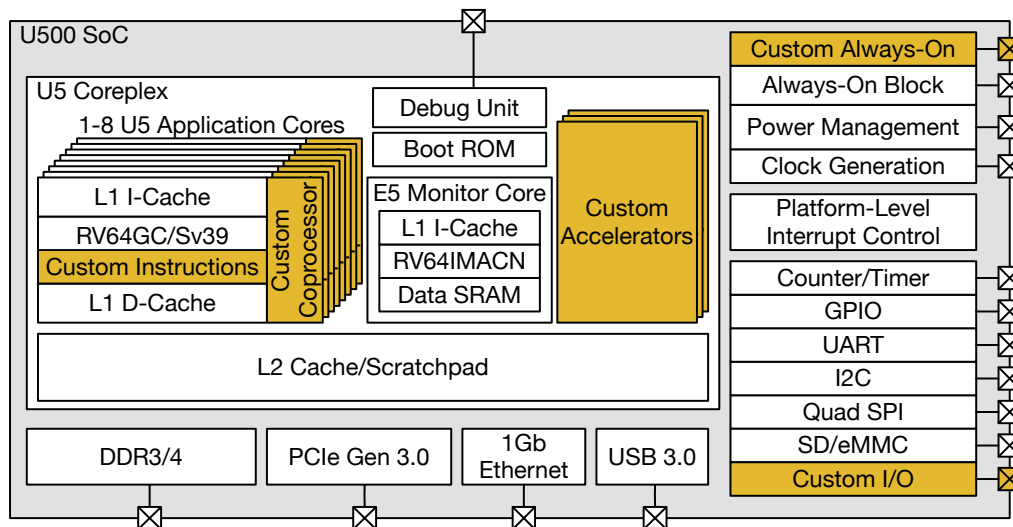 U500 SoC
U5 Coreplex
1-8 U5 Application Cores
L1 I-Cache
RV64GC/Sv39
Custom Instructions
L1 D-Cache
Custom
Coprocessor
Debug Unit
Boot ROM
E5 Monitor Core
L1 I-Cache
RV64IMACN
Data SRAM
Custom
Accelerators
L2 Cache/Scratchpad
DDR3/4
PCIe Gen 3.0
1Gb
Ethernet
USB 3.0
Custom Always-On
Always-On Block
Power Management
Clock Generation
Platform-Level
Interrupt Control
Counter/Timer
GPIO
UART
I2C
Quad SPI
SD/eMMC
Custom I/O